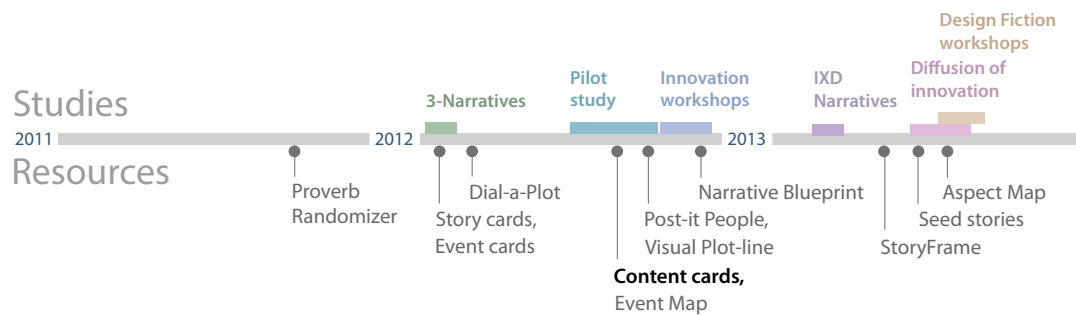 Design Fiction
workshops
Pilot
study
Innovation
workshops
IXD
Narratives
Diffusion of
innovation
3-Narratives
Studies
2011
2012
2013
Resources
Proverb
Randomizer
Dial-a-Plot
Story cards,
Event cards
Narrative Blueprint
Post-it People,
Visual Plot-line
Content cards,
Event Map
Aspect Map
Seed stories
StoryFrame